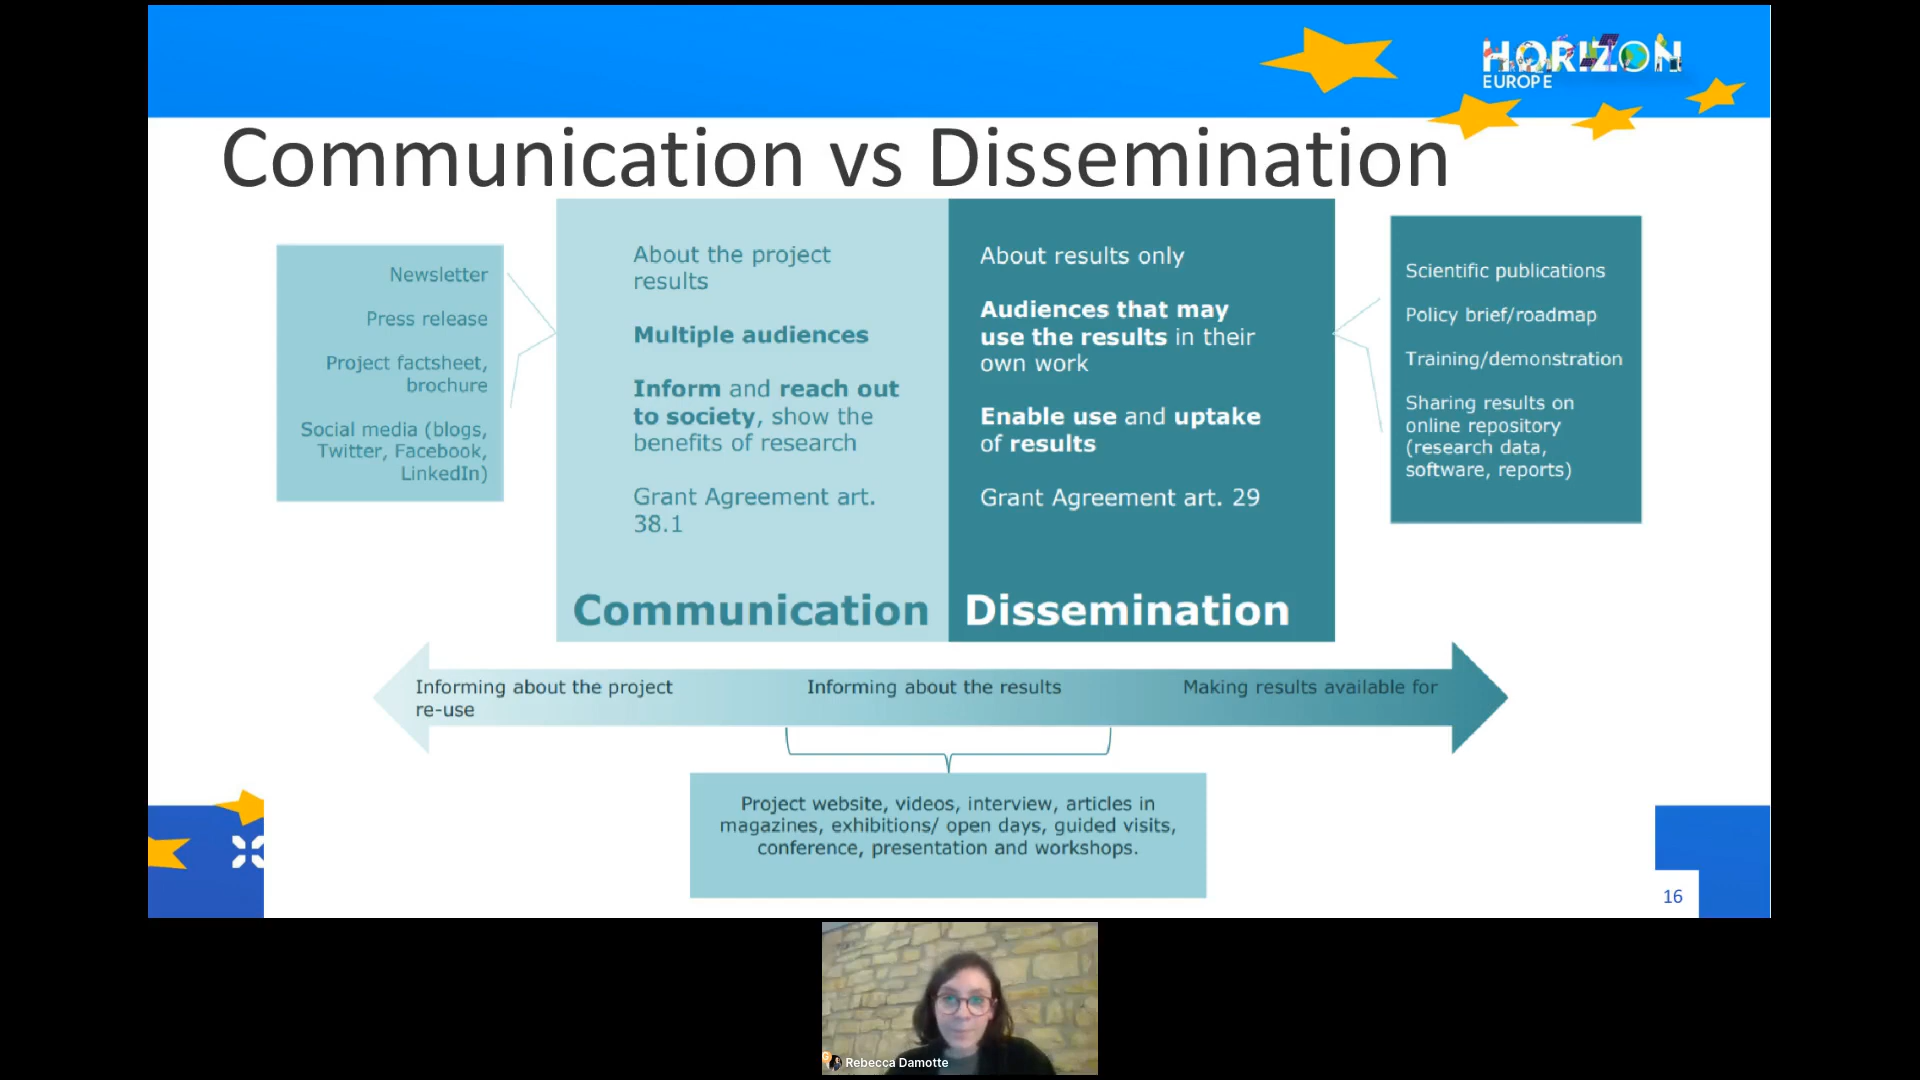 HORIZON
EUROPE
Communication vs Dissemination
Newsletter
Press release
Project factsheet,
brochure
Social media (blogs,
Twitter, Facebook,
LinkedIn)
About the project
results
Multiple audiences
Inform and reach out
to society, show the
benefits of research
Grant Agreement art.
38.1
Communication
About results only
Audiences that may
use the results in their
own work
Enable use and uptake
of results
Grant Agreement art. 29
Dissemination
Scientific publications
Policy brief/roadmap
Training/demonstration
Sharing results on
online repository
(research data,
software, reports)
Informing about the project Informing about the results Making results available for
re-use
Project website, videos, interview, articles in
magazines, exhibitions/ open days, guided visits,
conference, presentation and workshops.
16
Rebecca Damotte